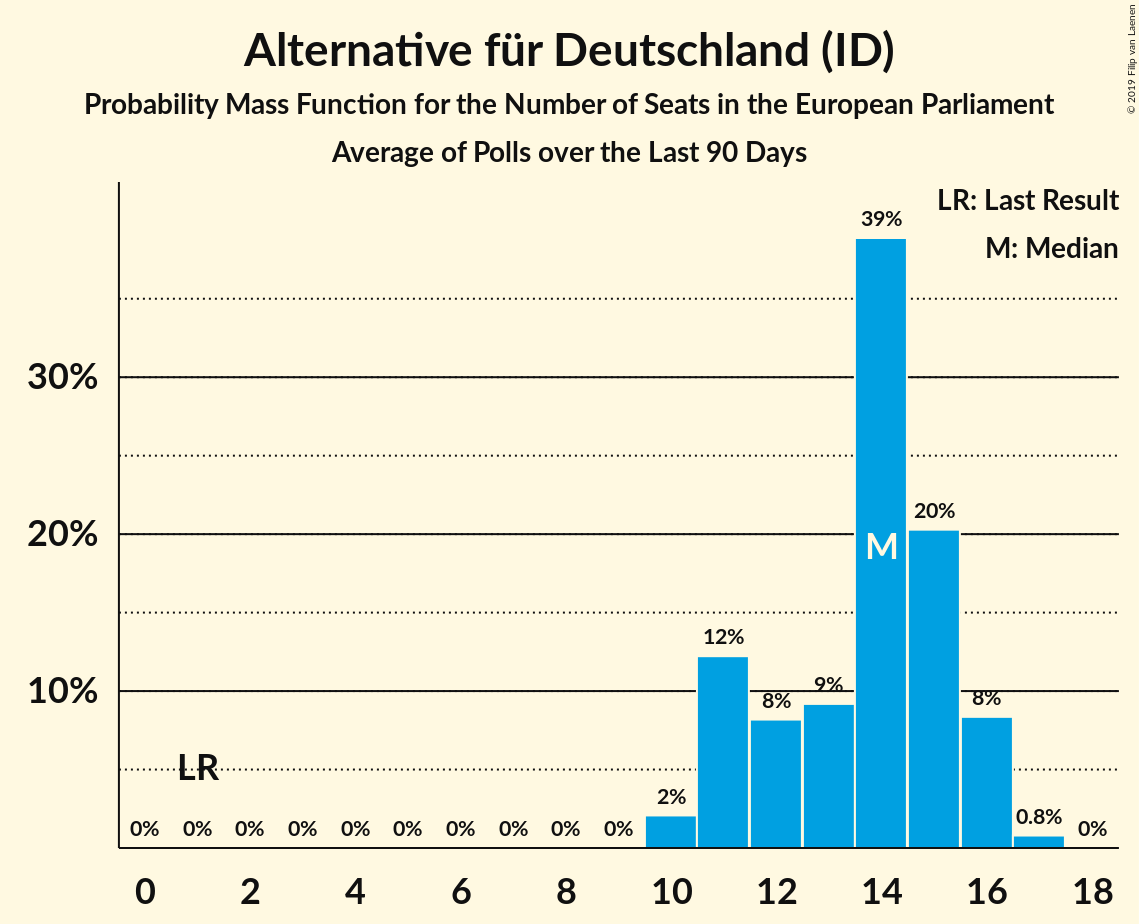 Alternative für Deutschland (ID)
Probability Mass Function for the Number of Seats in the European Parliament
Average of Polls over the Last 90 Days
© 2019 Filip van Laenen
LR: Last Result
M: Median
39%
30%
20%
20%
M
12%
10%
8%
9%
8%
LR
2%
0.8%
0% 0% 0% 0% 0% 0% 0% 0% 0% 0% 0%
0 2 4 6 8 10 12 14 16 18